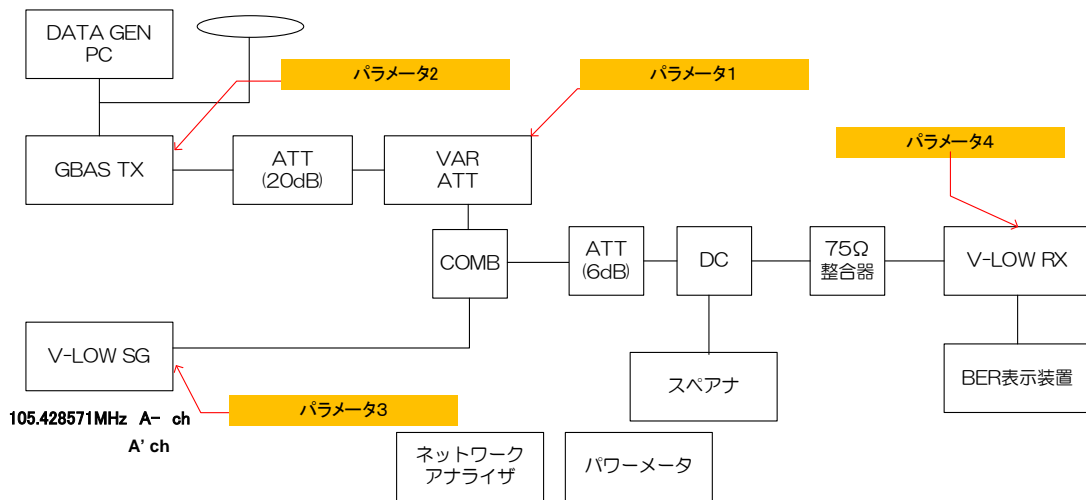 DATA GEN
PC
パラメータ2
パラメータ1
パラメータ4
GBAS TX
ATT
(20dB)
VAR
ATT
COMB
ATT
(6dB)
DC
75Ω
整合器
V-LOW RX
V-LOW SG
スペアナ
BER表示装置
パラメータ3
105.428571MHz A- ch
A' ch
ネットワーク
アナライザ
パワーメータ